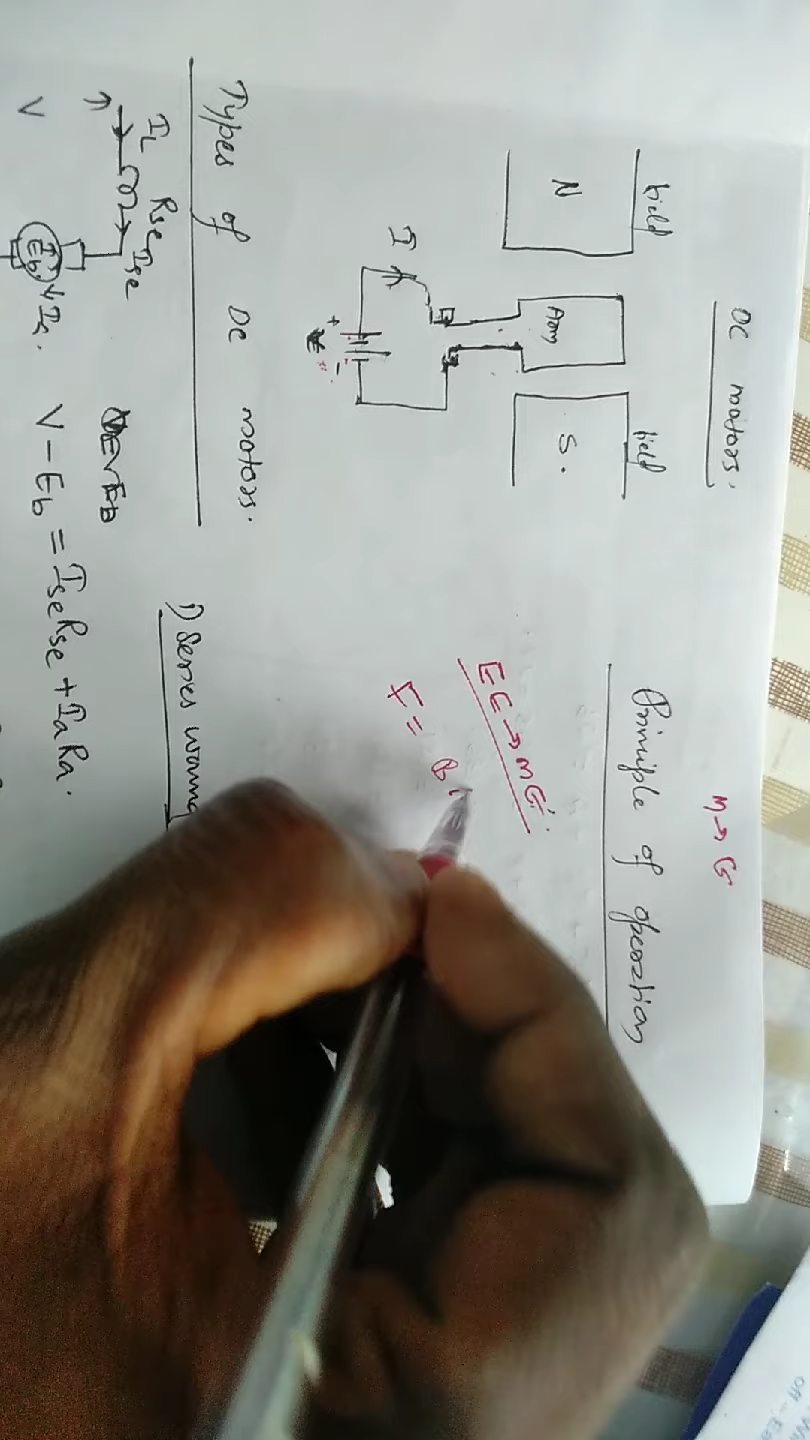 DC motors.
M → G
Principle of operation
field
field
N
Arm
S.
EE → ME.
I
F = B
+
-
Types of DC motors.
1) Series
IL Rse Ise
Eb
Ia.
V
V - Eb = IseRse + IaRa.